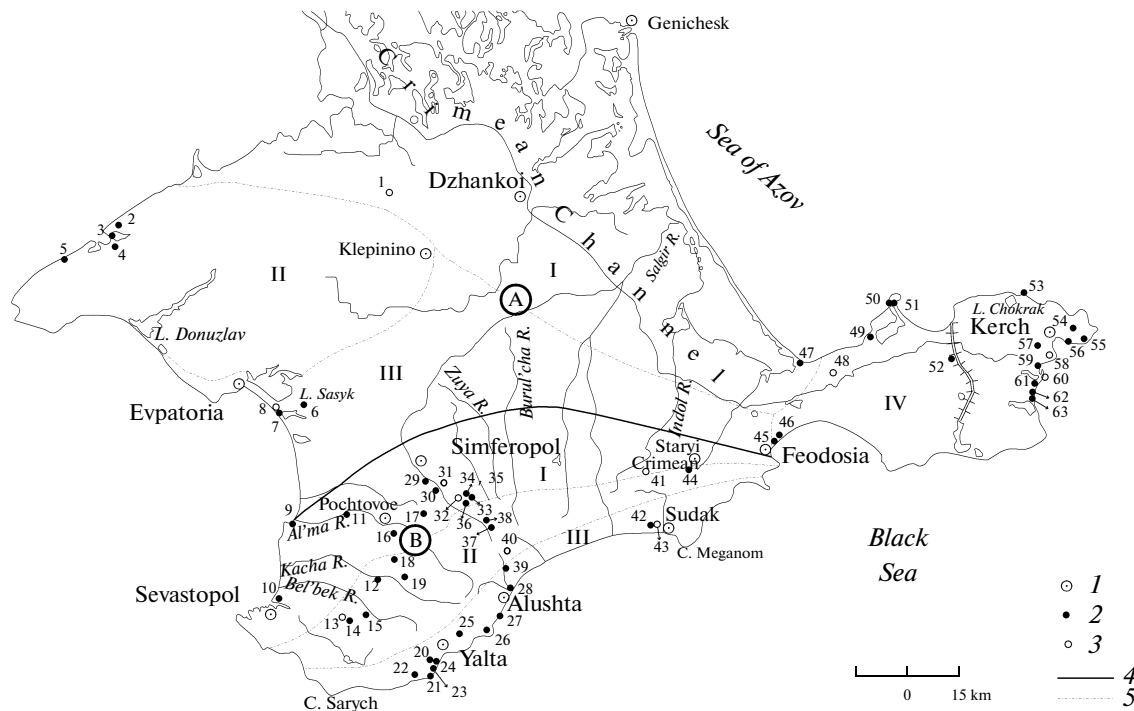 Genichesk
Crimean Channel
Sea of Azov
1
Dzhankoi
2
3
4
5
Klepinino
II
I
Salgir R.
A
L. Donuzlav
53
50
51
L. Chokrak
Kerch
54
49
57
56
55
47
48
52
59
58
III
Zuya R.
Burul'cha R.
Indol R.
61
60
62
63
L. Sasyk
8
6
7
Evpatoria
IV
Simferopol
Staryi
Crimean
46
45
Feodosia
29
31
34, 35
I
41
44
30
32
33
9
Pochtovoe
11
17
36
38
42
Sudak
Al'ma R.
16
B
37
II
III
43
C. Meganom
40
Black
Sea
18
Kacha R.
12
19
39
10
Bel'bek R.
28
Sevastopol
Alushta
13
14
15
25
27
26
20
Yalta
22
24
21
23
C. Sarych
1
2
3
4
5
0
15 km